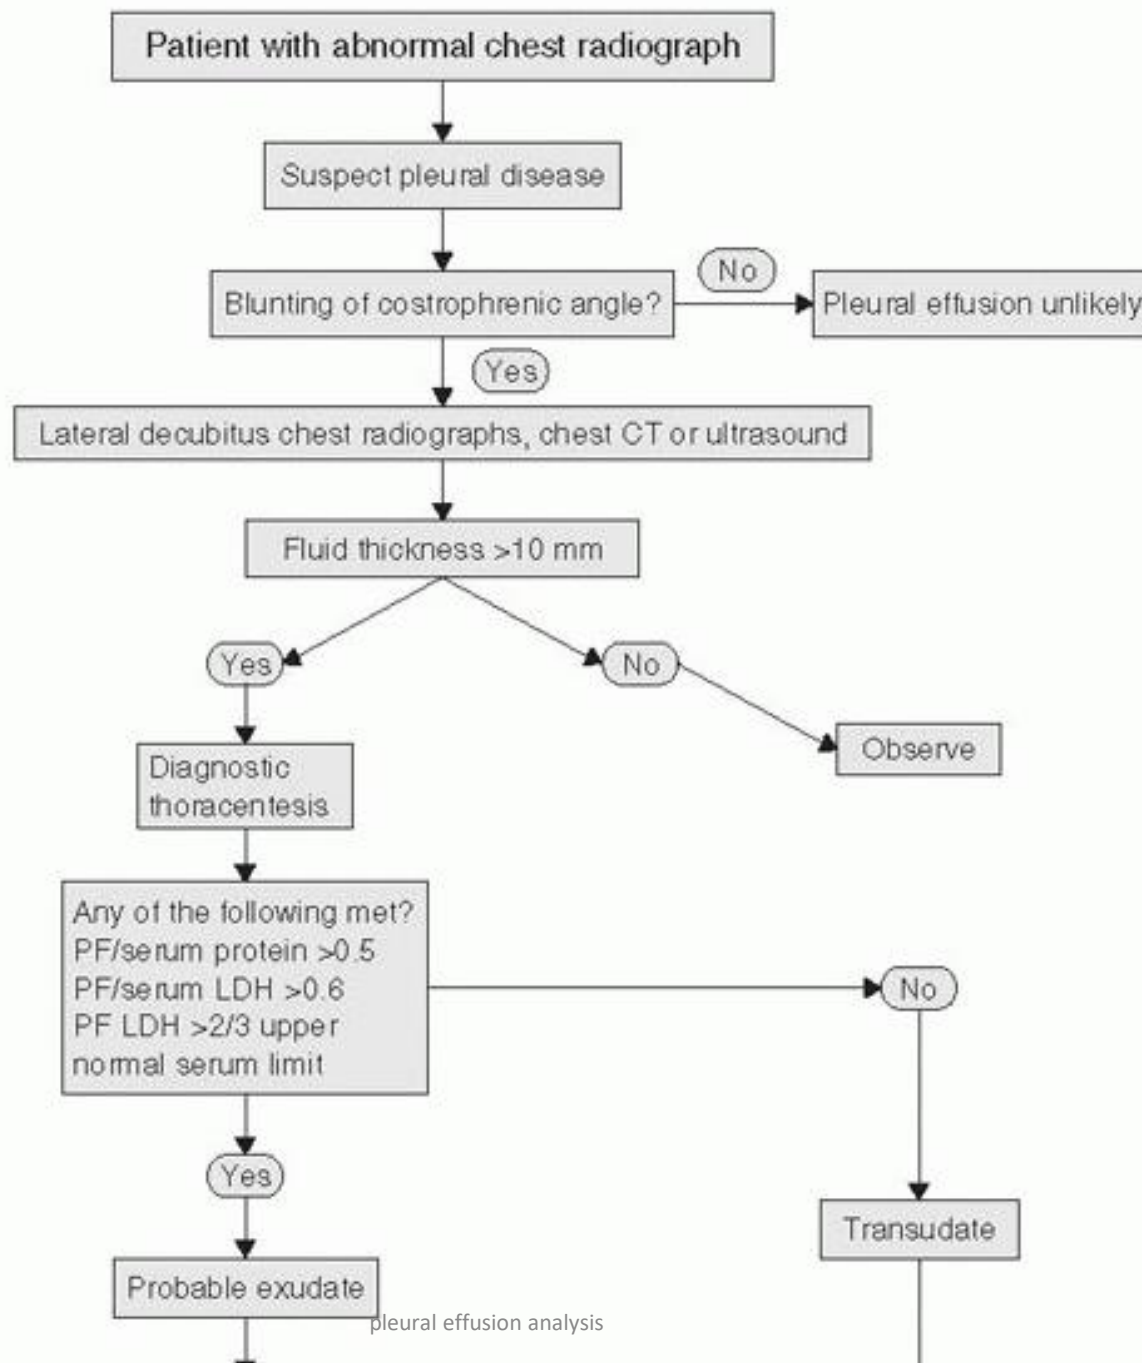 Patient with abnormal chest radiograph
Suspect pleural disease
Blunting of costrophrenic angle?
No
Pleural effusion unlikely
Yes
Lateral decubitus chest radiographs, chest CT or ultrasound
Fluid thickness >10 mm
Yes
No
Observe
Diagnostic
thoracentesis
Any of the following met?
PF/serum protein >0.5
PF/serum LDH >0.6
PF LDH >2/3 upper
normal serum limit
No
Yes
Transudate
Probable exudate
pleural effusion analysis